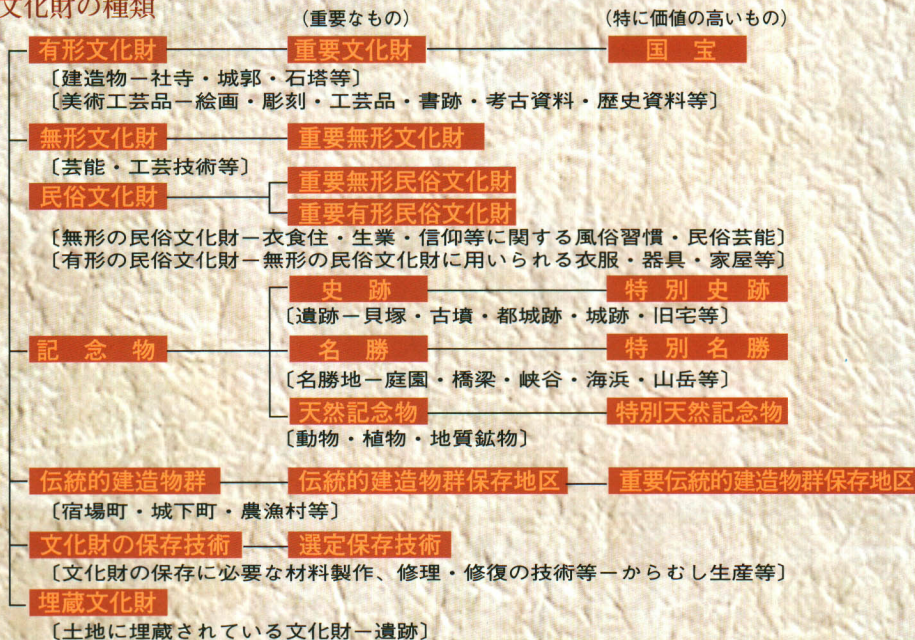 文化財の種類
（重要なもの） （特に価値の高いもの）
有形文化財 重要文化財 国宝
〔建造物－社寺・城郭・石塔等〕
〔美術工芸品－絵画・彫刻・工芸品・書跡・考古資料・歴史資料等〕
無形文化財 重要無形文化財
〔芸能・工芸技術等〕
重要無形民俗文化財
民俗文化財
重要有形民俗文化財
〔無形の民俗文化財－衣食住・生業・信仰等に関する風俗習慣・民俗芸能〕
〔有形の民俗文化財－無形の民俗文化財に用いられる衣服・器具・家屋等〕
史跡 特別史跡
〔遺跡－貝塚・古墳・都城跡・城跡・旧宅等〕
記念物 名勝 特別名勝
〔名勝地－庭園・橋梁・峡谷・海浜・山岳等〕
天然記念物 特別天然記念物
〔動物・植物・地質鉱物〕
伝統的建造物群 伝統的建造物群保存地区 重要伝統的建造物群保存地区
〔宿場町・城下町・農漁村等〕
文化財の保存技術 選定保存技術
〔文化財の保存に必要な材料製作、修理・修復の技術等－からむし生産等〕
埋蔵文化財
〔土地に埋蔵されている文化財－遺跡〕